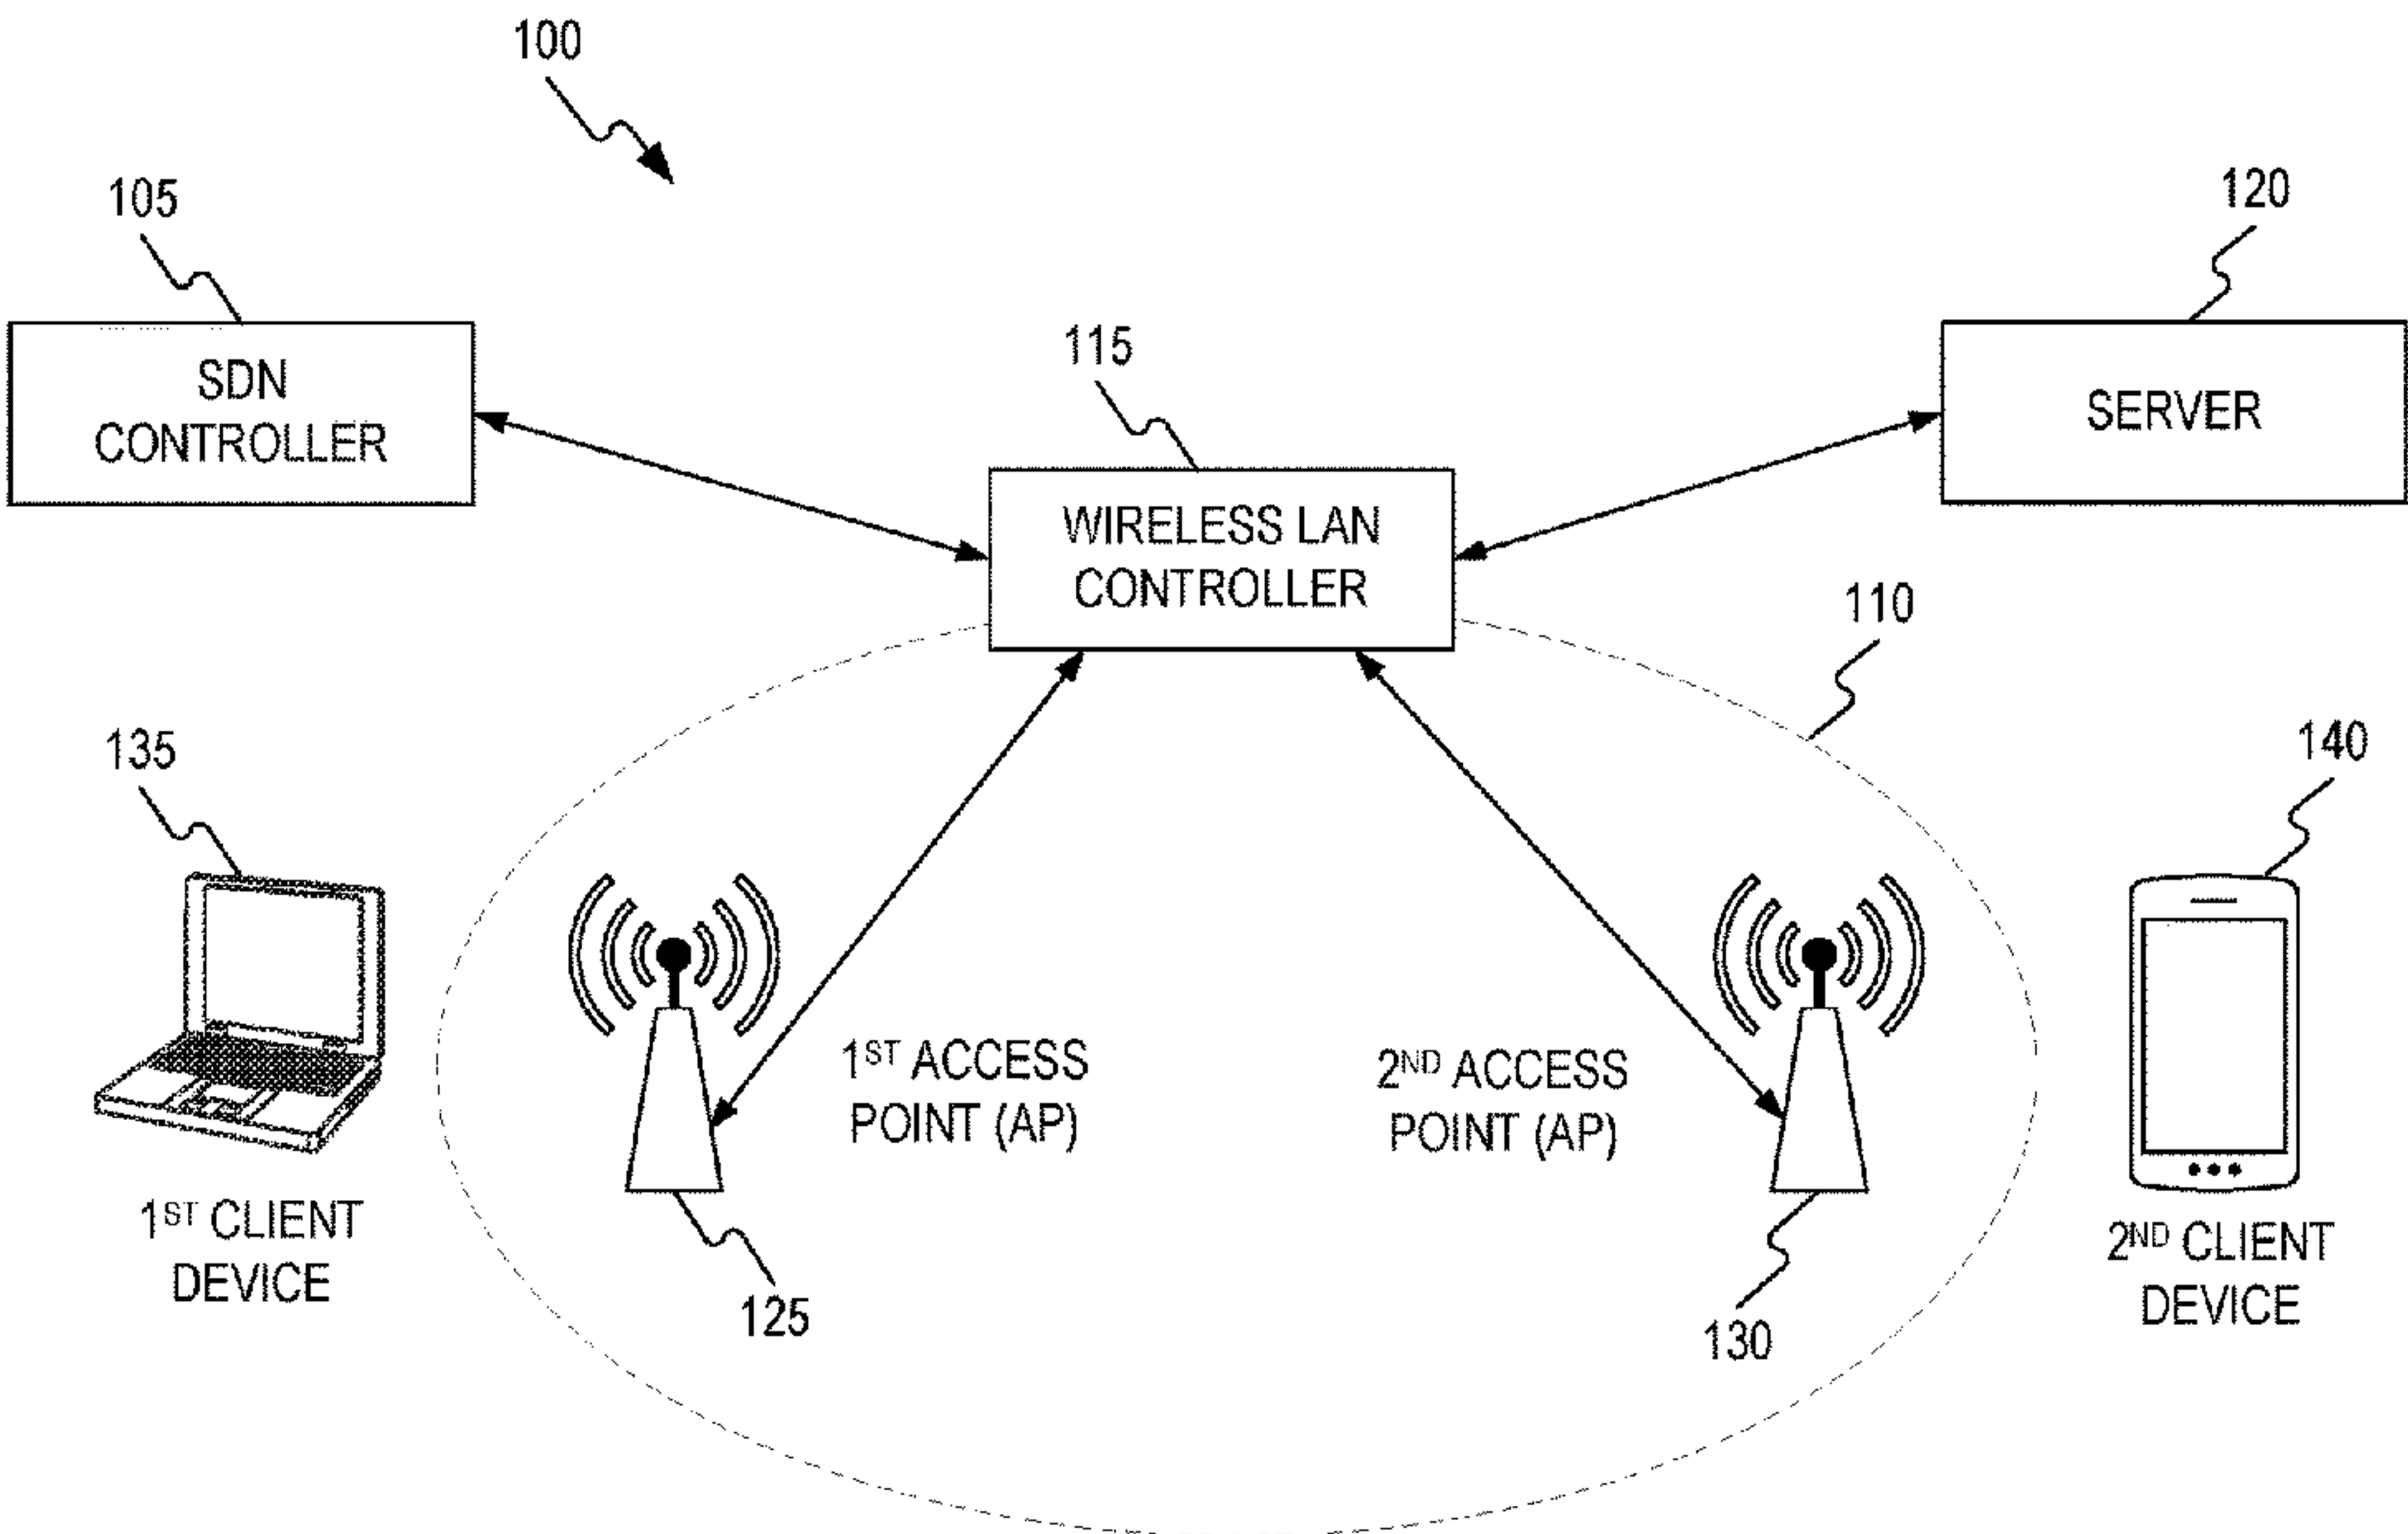 100
105
120
SDN
CONTROLLER
115
SERVER
WIRELESS LAN
CONTROLLER
110
135
140
1ST ACCESS
POINT (AP)
2ND ACCESS
POINT (AP)
1ST CLIENT
DEVICE
2ND CLIENT
DEVICE
125
130